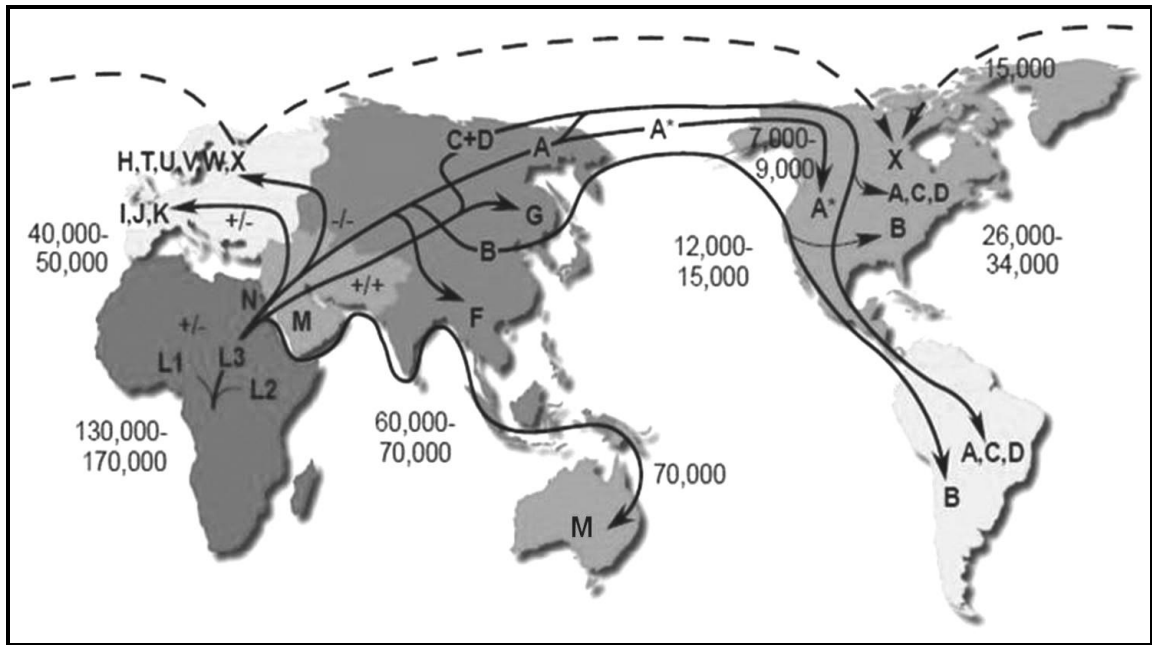 15,000
C+D
A
A*
7,000-
9,000
H,T,U,V,W,X
X
I,J,K
+/-
-/-
A,C,D
A*
G
B
B
40,000-
50,000
12,000-
15,000
26,000-
34,000
N
+/+
M
F
+/-
L1
L3
L2
130,000-
170,000
60,000-
70,000
70,000
A,C,D
B
M